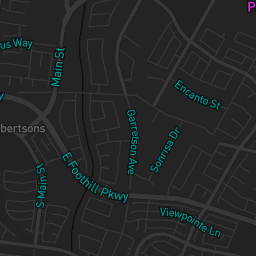 P
us Way
Main St
Encanto St
y
bertsons
Garretson Ave
Sonrisa Dr
E Foothill Pkwy
S Main St
Viewpointe Ln